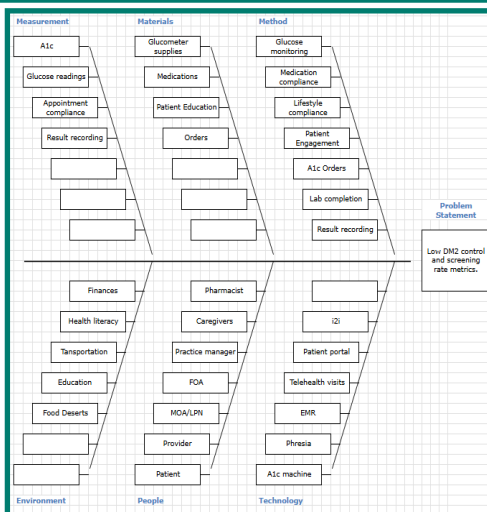 Measurement
Materials
Method
A1c
Glucose readings
Appointment
compliance
Result recording
Glucometer
supplies
Medications
Patient Education
Orders
Glucose
monitoring
Medication
compliance
Lifestyle
compliance
Patient
Engagement
A1c Orders
Lab completion
Result recording
Problem
Statement
Low DM2 control
and screening
rate metrics.
Finances
Health literacy
Tansportation
Education
Food Deserts
Pharmacist
Caregivers
Practice manager
FOA
MOA/LPN
Provider
Patient
i2i
Patient portal
Telehealth visits
EMR
Phresia
A1c machine
Environment
People
Technology